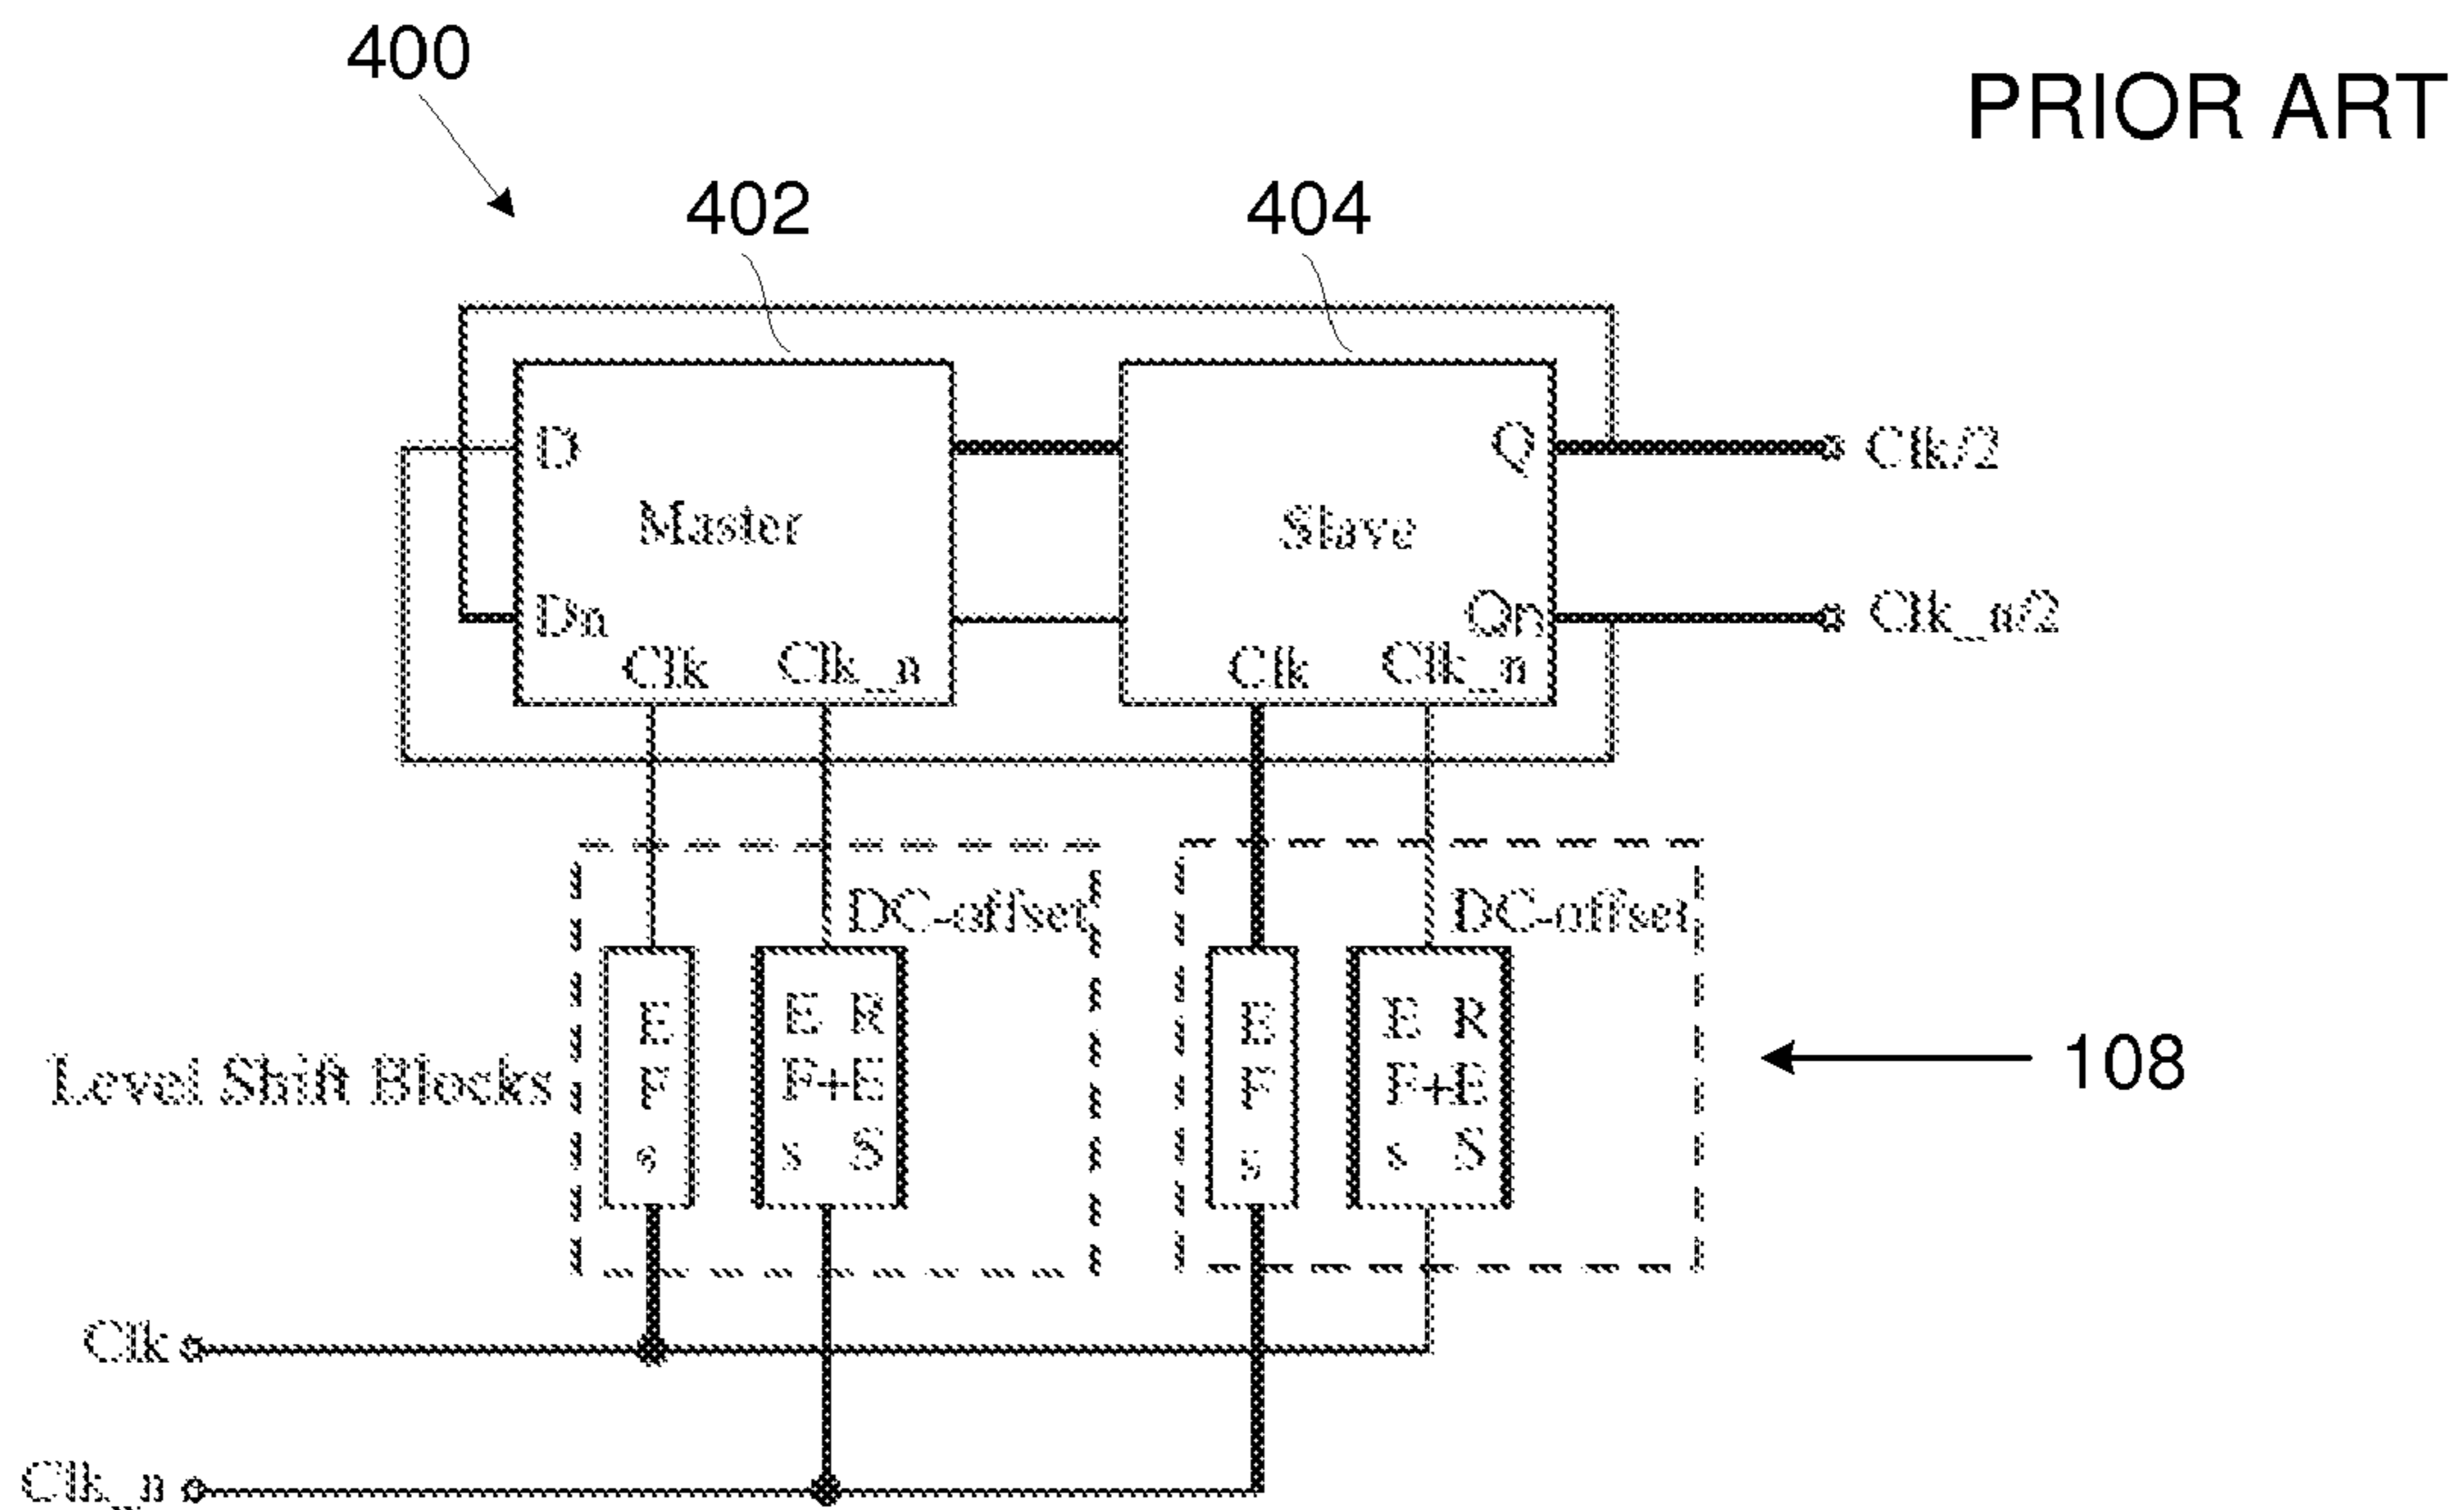 400
PRIOR ART
402
404
D
Q
Clk/2
Master
Slave
Dn
Qn
Clk_n/2
Clk
Clk_n
Clk
Clk_n
DC-offset
DC-offset
Level Shift Blocks
E F s
E F s + R E S
E F s
E F s + R E S
108
Clk
Clk_n